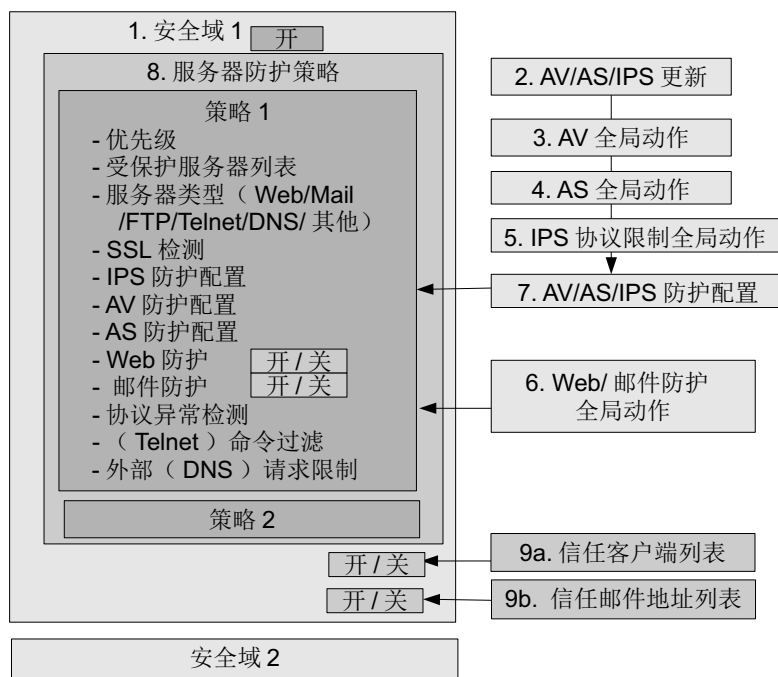 1. 安全域 1 开
8. 服务器防护策略
策略 1
- 优先级
- 受保护服务器列表
- 服务器类型（ Web/Mail
/FTP/Telnet/DNS/ 其他）
- SSL 检测
- IPS 防护配置
- AV 防护配置
- AS 防护配置
- Web 防护 开 / 关
- 邮件防护 开 / 关
- 协议异常检测
- （ Telnet ）命令过滤
- 外部（ DNS ）请求限制
策略 2
开 / 关
开 / 关
安全域 2
2. AV/AS/IPS 更新
3. AV 全局动作
4. AS 全局动作
5. IPS 协议限制全局动作
7. AV/AS/IPS 防护配置
6. Web/ 邮件防护
全局动作
9a. 信任客户端列表
9b. 信任邮件地址列表